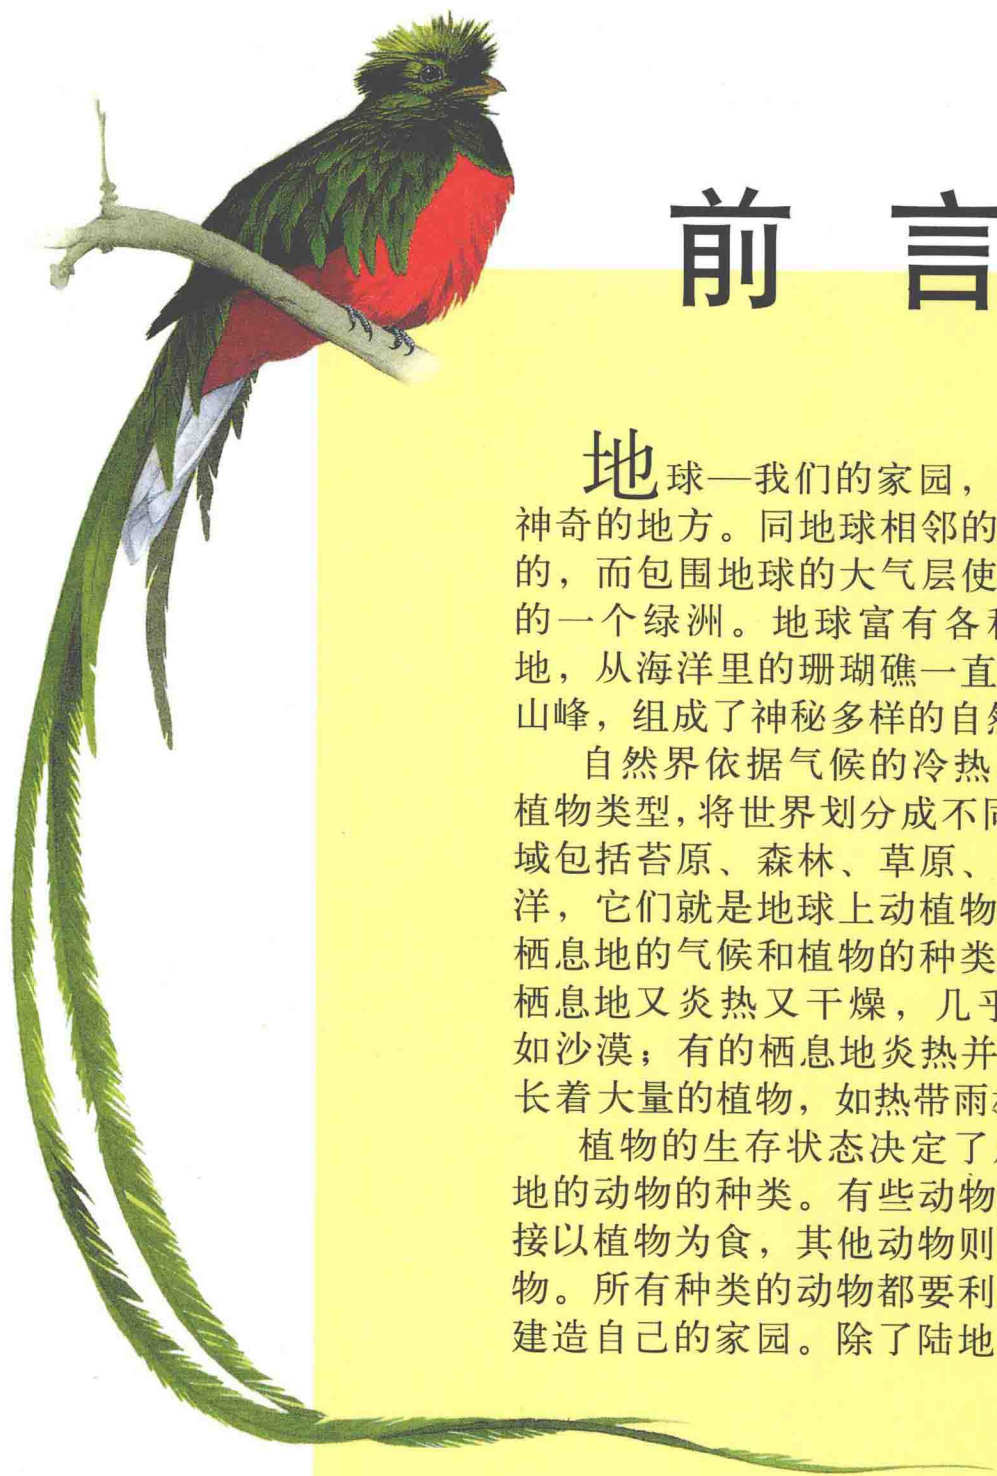 前 言
地球—我们的家园，
神奇的地方。同地球相邻的
的，而包围地球的大气层使
的一个绿洲。地球富有各种
地，从海洋里的珊瑚礁一直
山峰，组成了神秘多样的自然
自然界依据气候的冷热
植物类型，将世界划分成不同
域包括苔原、森林、草原、
洋，它们就是地球上动植物
栖息地的气候和植物的种类
栖息地又炎热又干燥，几乎
如沙漠；有的栖息地炎热并
长着大量的植物，如热带雨
植物的生存状态决定了
地的动物的种类。有些动物
接以植物为食，其他动物则
物。所有种类的动物都要利
建造自己的家园。除了陆地